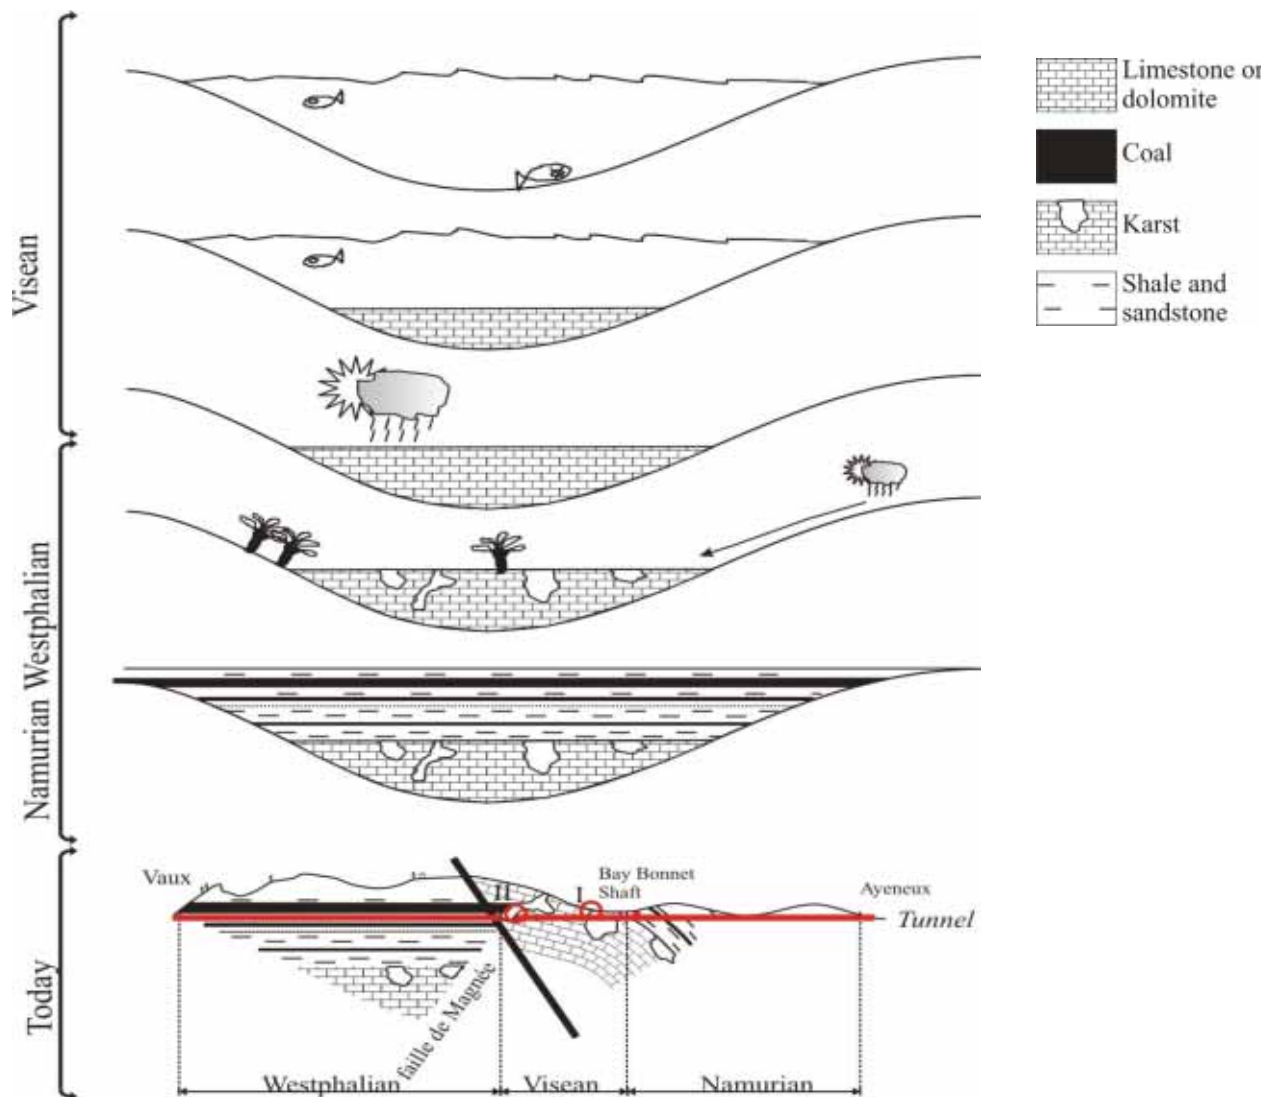 Limestone or
dolomite
Coal
Karst
Shale and
sandstone
Visean
Namurian Westphalian
Today
Vaux
II
I
Bay Bonnet
Shaft
Ayeneux
Tunnel
faille de Magnée
Westphalian
Visean
Namurian